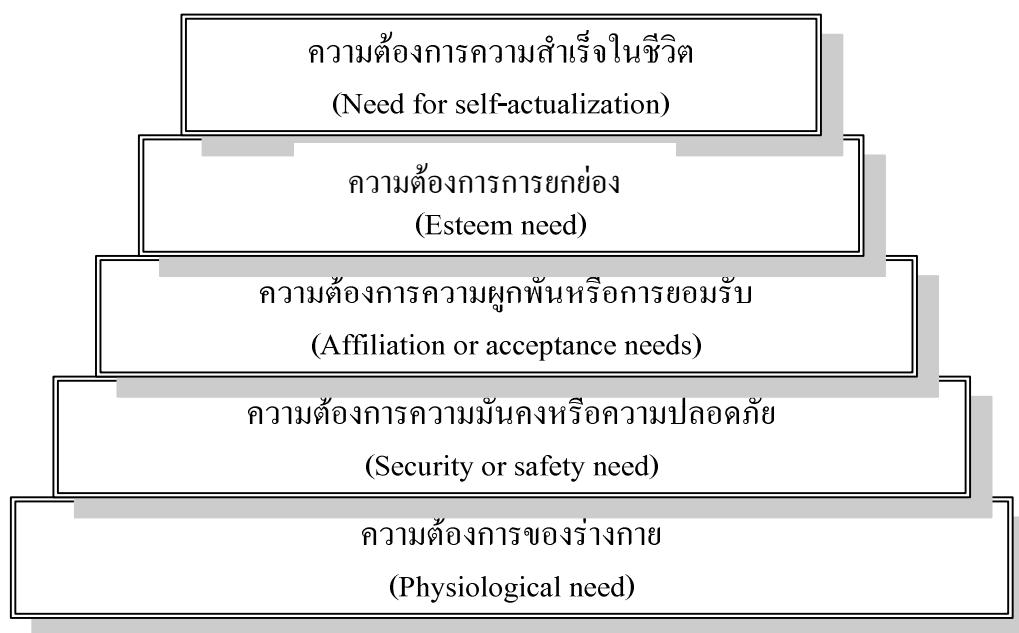 ความต้องการความสำเร็จในชีวิต
(Need for self-actualization)
ความต้องการการยกย่อง
(Esteem need)
ความต้องการความผูกพันหรือการยอมรับ
(Affiliation or acceptance needs)
ความต้องการความมั่นคงหรือความปลอดภัย
(Security or safety need)
ความต้องการของร่างกาย
(Physiological need)